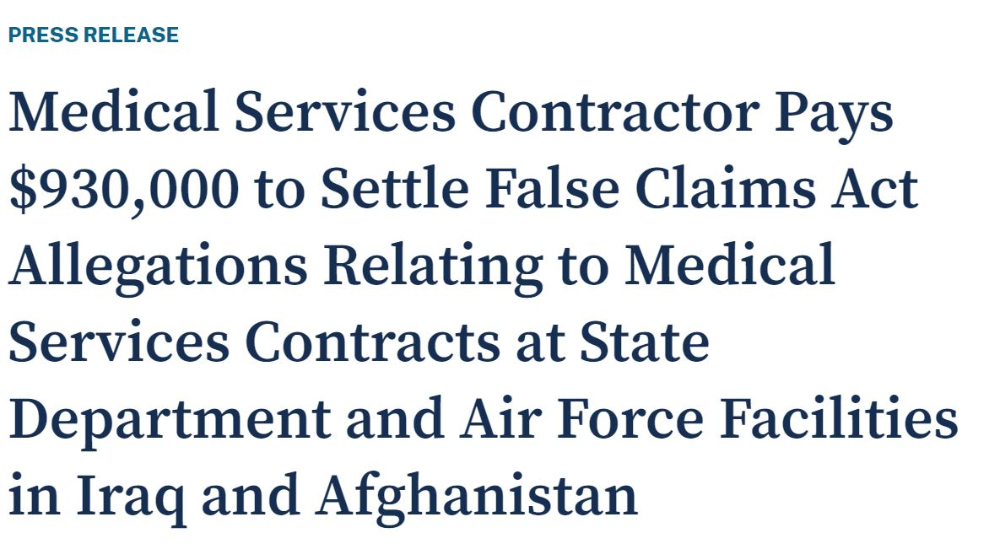 PRESS RELEASE
Medical Services Contractor Pays
$930,000 to Settle False Claims Act
Allegations Relating to Medical
Services Contracts at State
Department and Air Force Facilities
in Iraq and Afghanistan